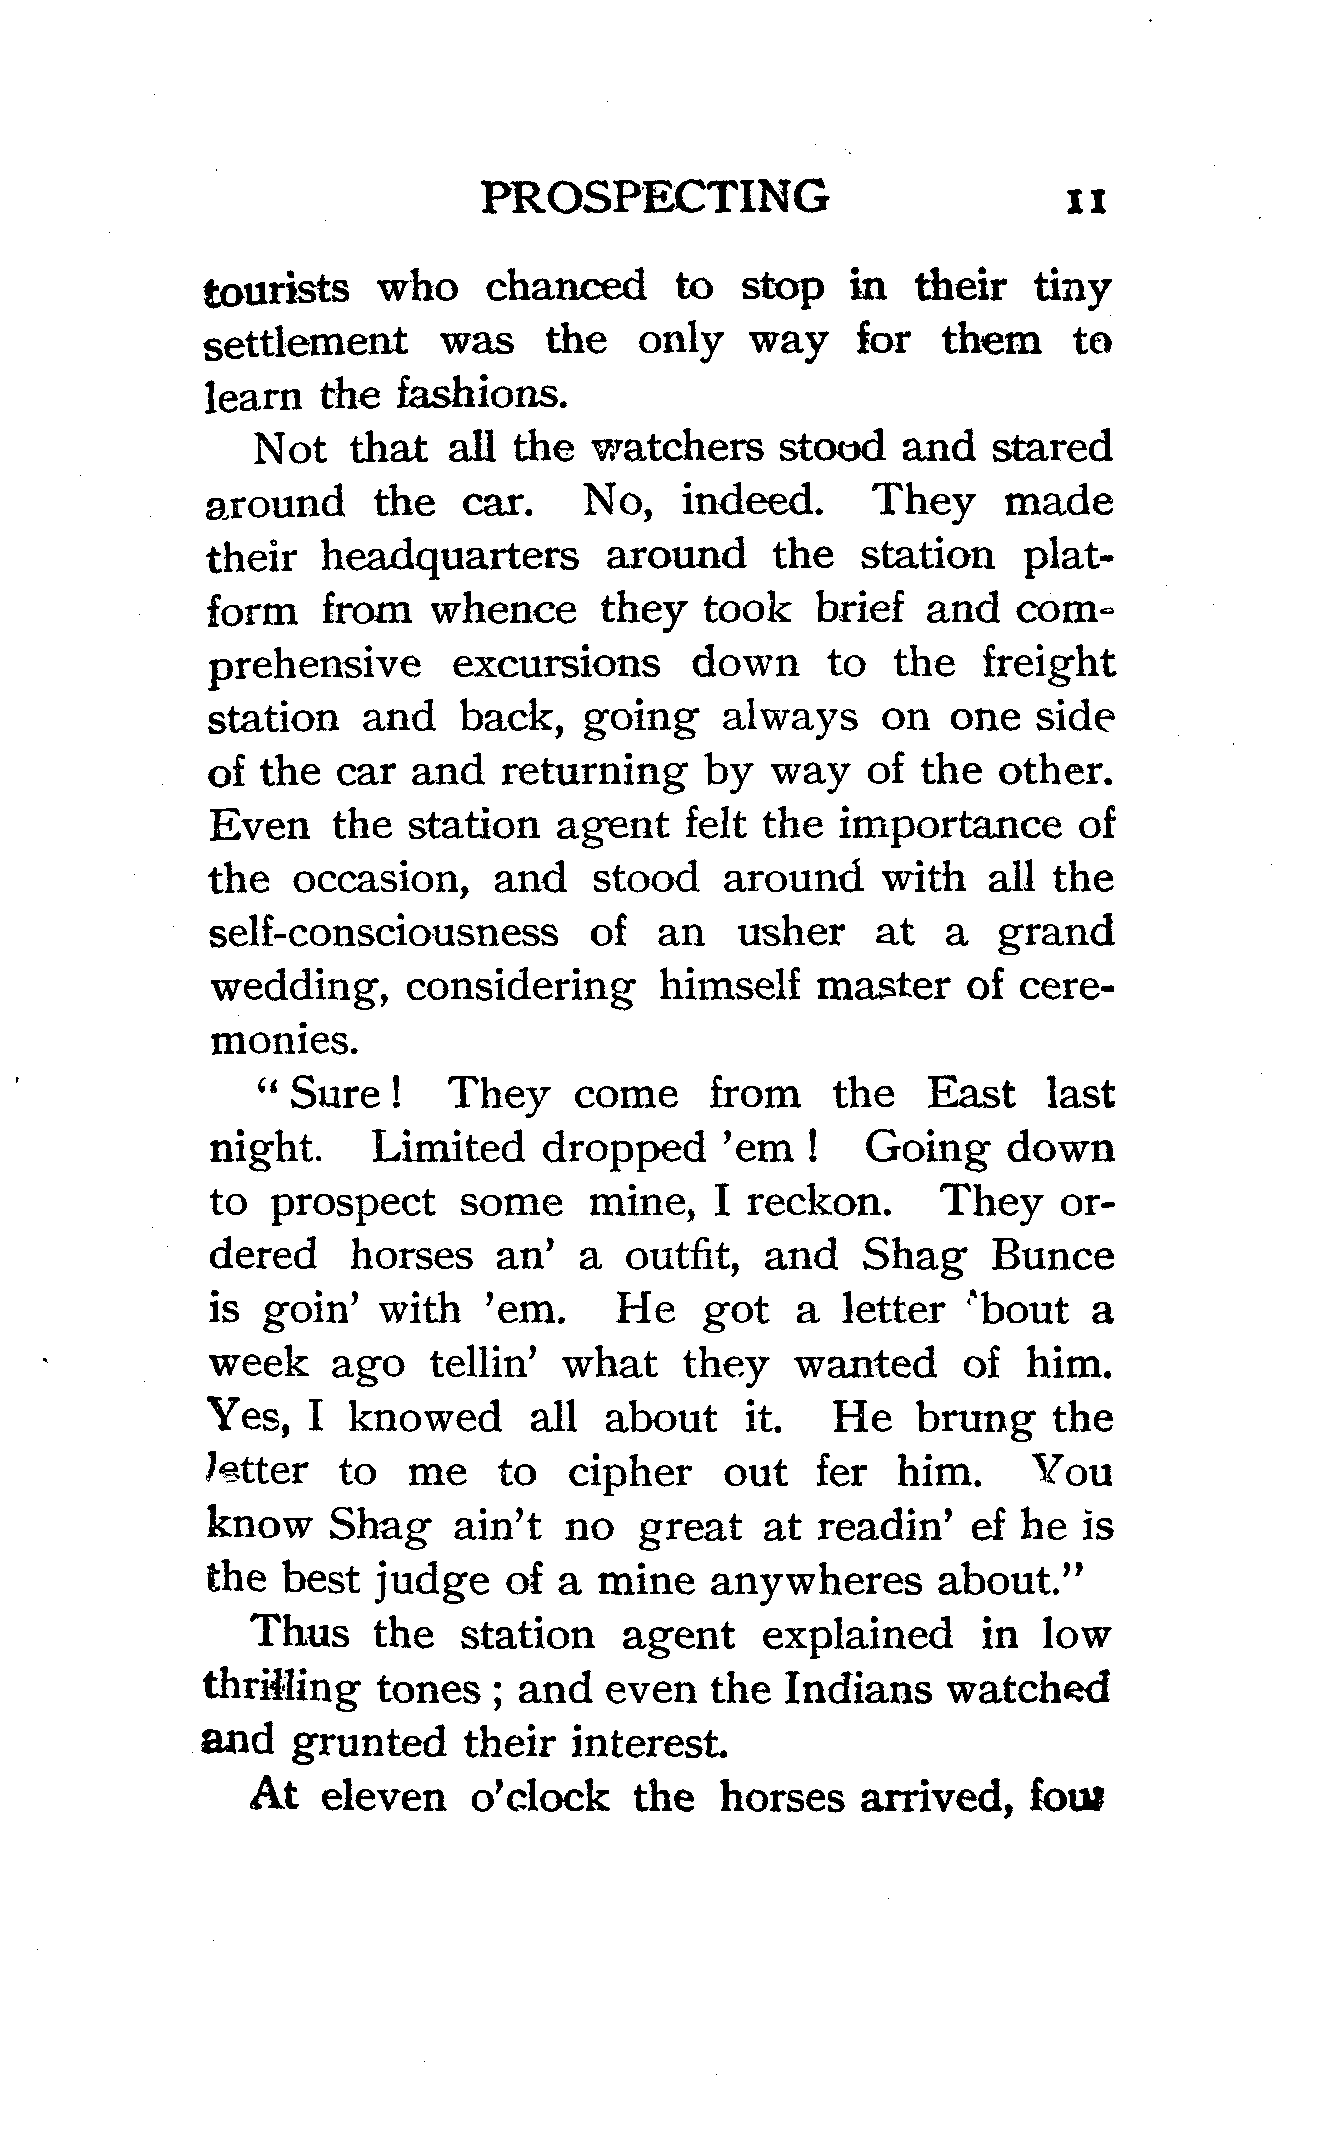 PROSPECTING 11
tourists who chanced to stop in their tiny
settlement was the only way for them to
learn the fashions.
Not that all the watchers stood and stared
around the car. No, indeed. They made
their headquarters around the station plat-
form from whence they took brief and com-
prehensive excursions down to the freight
station and back, going always on one side
of the car and returning by way of the other.
Even the station agent felt the importance of
the occasion, and stood around with all the
self-consciousness of an usher at a grand
wedding, considering himself master of cere-
monies.
“ Sure ! They come from the East last
night. Limited dropped ’em ! Going down
to prospect some mine, I reckon. They or-
dered horses an’ a outfit, and Shag Bunce
is goin’ with ’em. He got a letter ’bout a
week ago tellin’ what they wanted of him.
Yes, I knowed all about it. He brung the
letter to me to cipher out fer him. You
know Shag ain’t no great at readin’ ef he is
the best judge of a mine anywheres about.”
Thus the station agent explained in low
thrilling tones ; and even the Indians watched
and grunted their interest.
At eleven o’clock the horses arrived, four